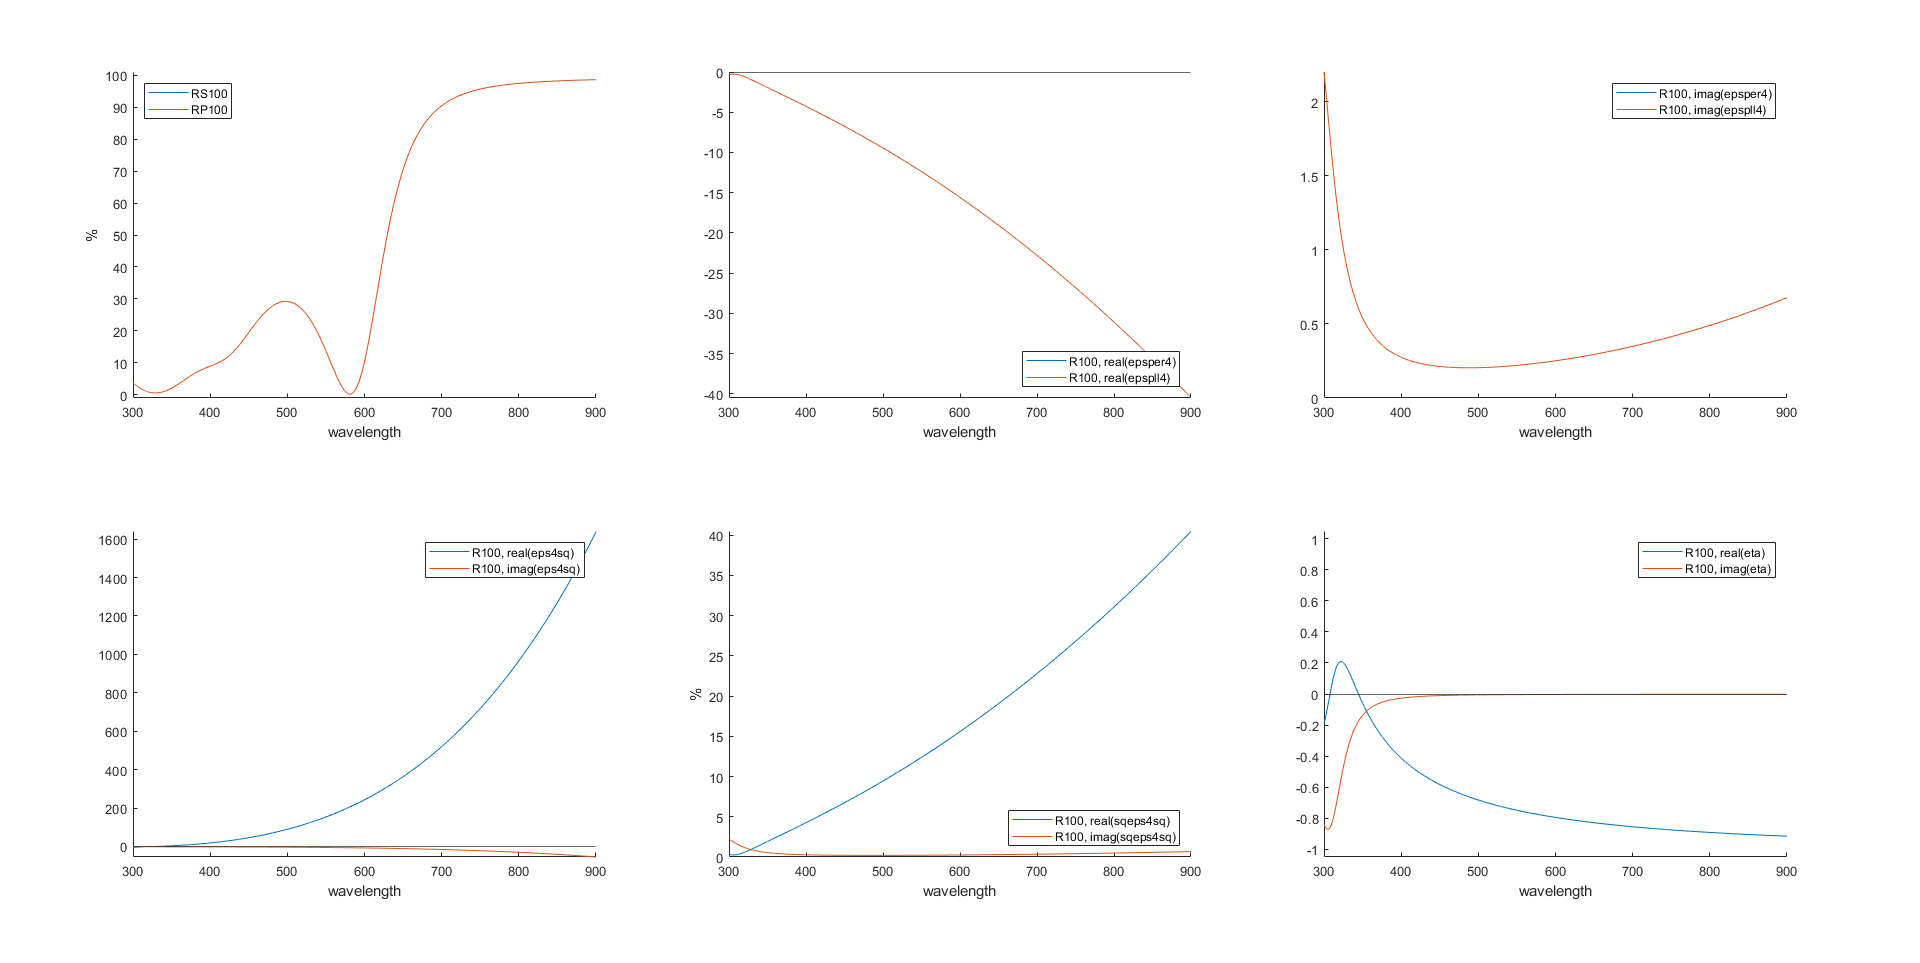 RS100
RP100
100
90
80
70
60
50
40
30
20
10
0
%
300 400 500 600 700 800 900
wavelength
0
-5
-10
-15
-20
-25
-30
-35
-40
R100, real(epsper4)
R100, real(epspll4)
300 400 500 600 700 800 900
wavelength
R100, imag(epsper4)
R100, imag(epspll4)
2
1.5
1
0.5
0
300 400 500 600 700 800 900
wavelength
R100, real(eps4sq)
R100, imag(eps4sq)
1600
1400
1200
1000
800
600
400
200
0
300 400 500 600 700 800 900
wavelength
40
35
30
25
20
15
10
5
0
%
R100, real(sqeps4sq)
R100, imag(sqeps4sq)
300 400 500 600 700 800 900
wavelength
R100, real(eta)
R100, imag(eta)
1
0.8
0.6
0.4
0.2
0
-0.2
-0.4
-0.6
-0.8
-1
300 400 500 600 700 800 900
wavelength